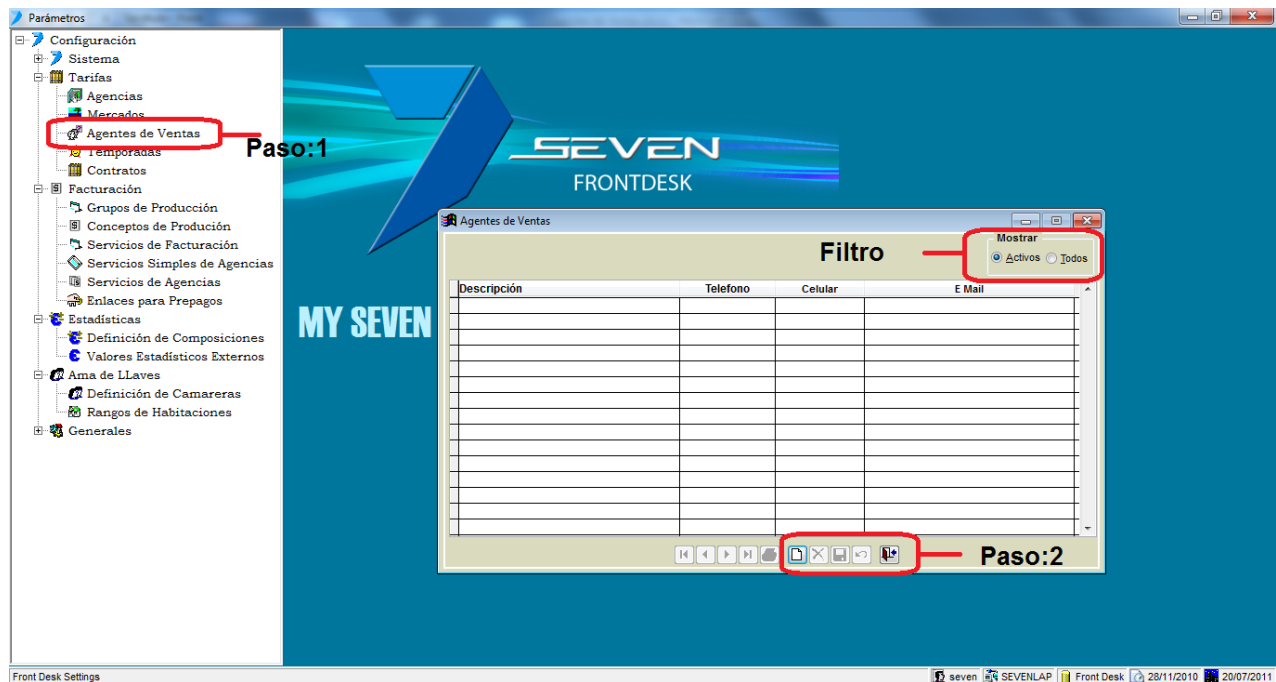 Parámetros
Configuración
Sistema
Tarifas
Agencias
Mercados
Agentes de Ventas
Paso:1
Temporadas
Contratos
Facturación
Grupos de Producción
Conceptos de Produción
Servicios de Facturación
Servicios Simples de Agencias
Servicios de Agencias
Enlaces para Prepagos
Estadísticas
Definición de Composiciones
Valores Estadísticos Externos
Ama de LLaves
Definición de Camareras
Rangos de Habitaciones
Generales
SEVEN
FRONTDESK
MY SEVEN
Agentes de Ventas
Filtro
Mostrar
Activos Todos
Descripción Telefono Celular E Mail
Paso:2
Front Desk Settings seven SEVENLAP Front Desk 28/11/2010 20/07/2011